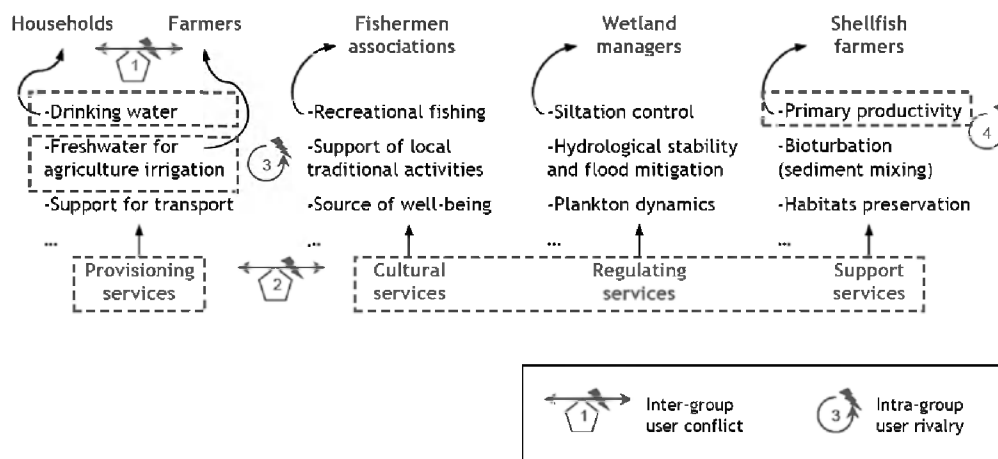 Households
Farmers
Fishermen
associations
Wetland
managers
Shellfish
farmers
1
-Drinking water
-Freshwater for
agriculture irrigation
-Support for transport
...
3
-Recreational fishing
-Support of local
traditional activities
-Source of well-being
...
-Siltation control
-Hydrological stability
and flood mitigation
-Plankton dynamics
...
-Primary productivity
-Bioturbation
(sediment mixing)
-Habitats preservation
...
4
Provisioning
services
2
Cultural
services
Regulating
services
Support
services
1
Inter-group
user conflict
3
Intra-group
user rivalry